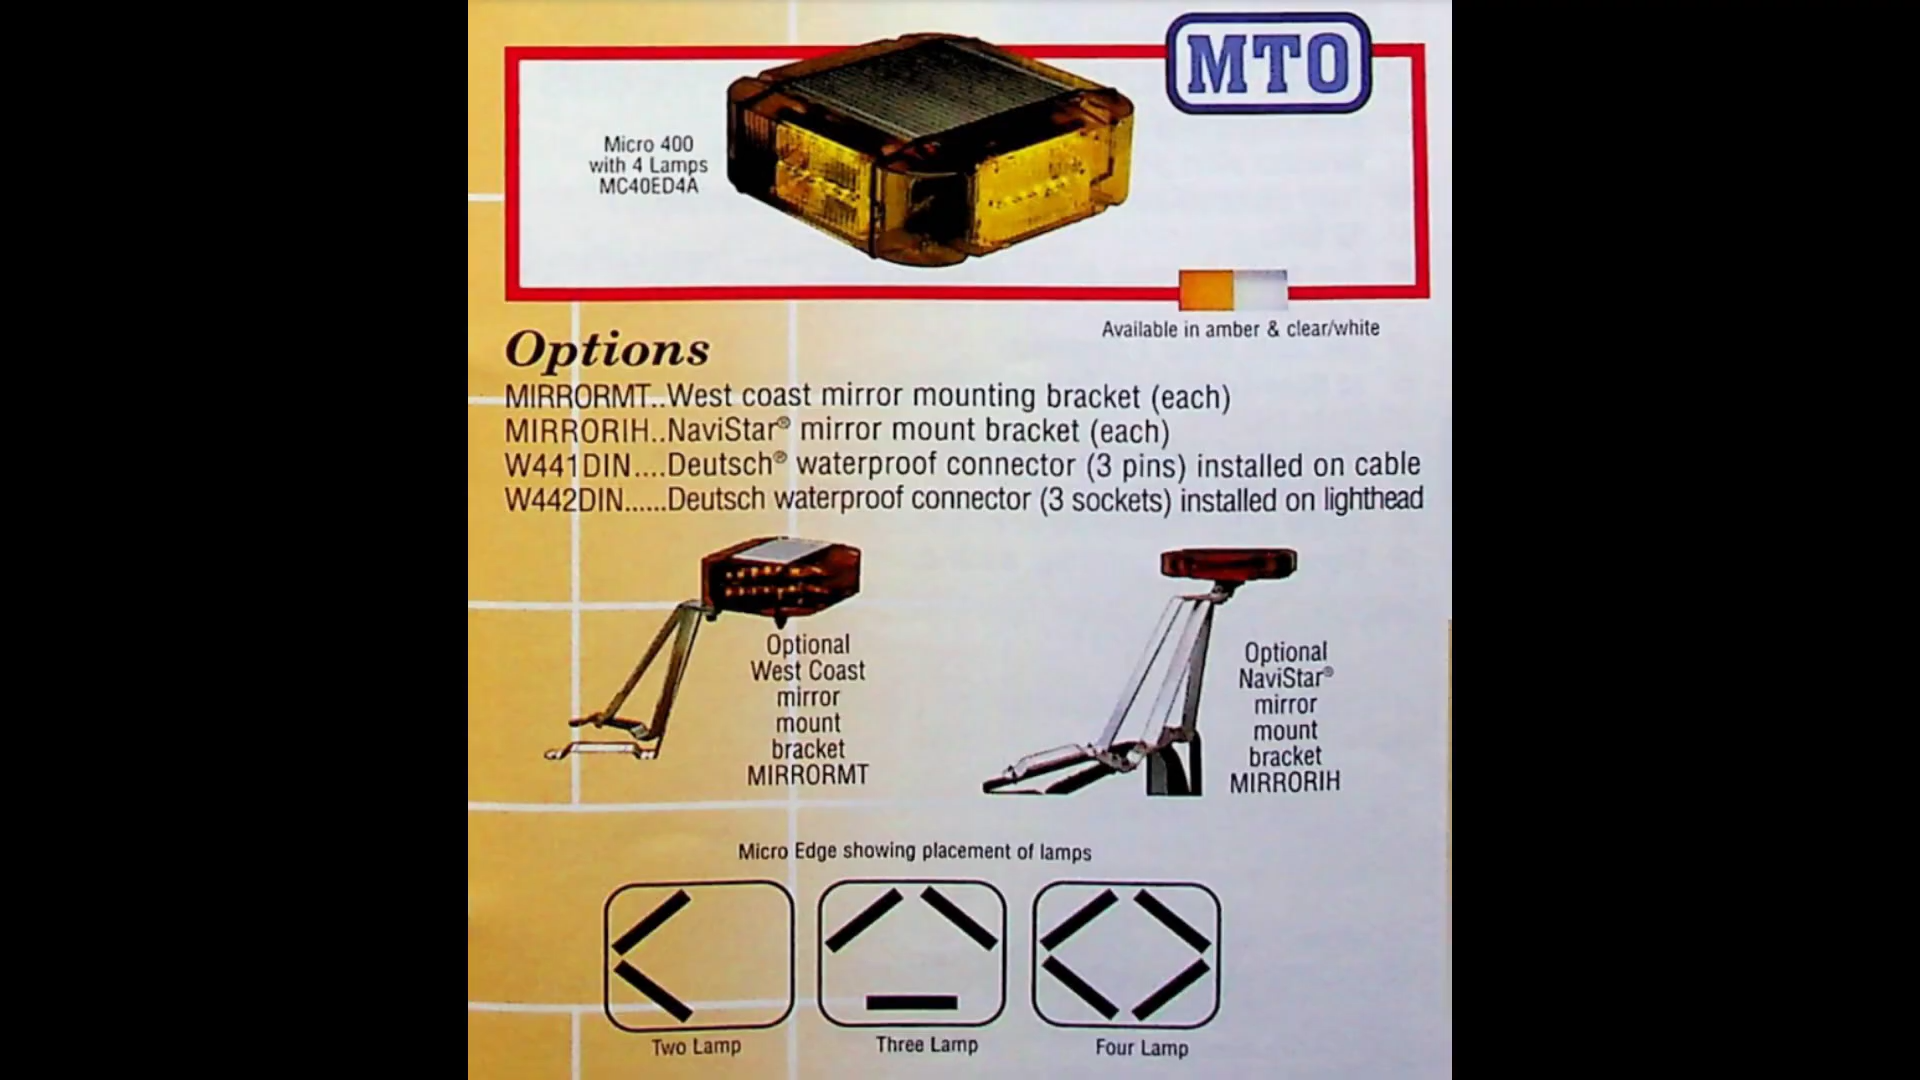 MTO
Micro 400
with 4 Lamps
MC40ED4A
Available in amber & clear/white
Options
MIRRORMT..West coast mirror mounting bracket (each)
MIRRORIH..NaviStar® mirror mount bracket (each)
W441DIN....Deutsch® waterproof connector (3 pins) installed on cable
W442DIN......Deutsch waterproof connector (3 sockets) installed on lighthead
Optional
West Coast
mirror
mount
bracket
MIRRORMT
Optional
NaviStar®
mirror
mount
bracket
MIRRORIH
Micro Edge showing placement of lamps
Two Lamp
Three Lamp
Four Lamp